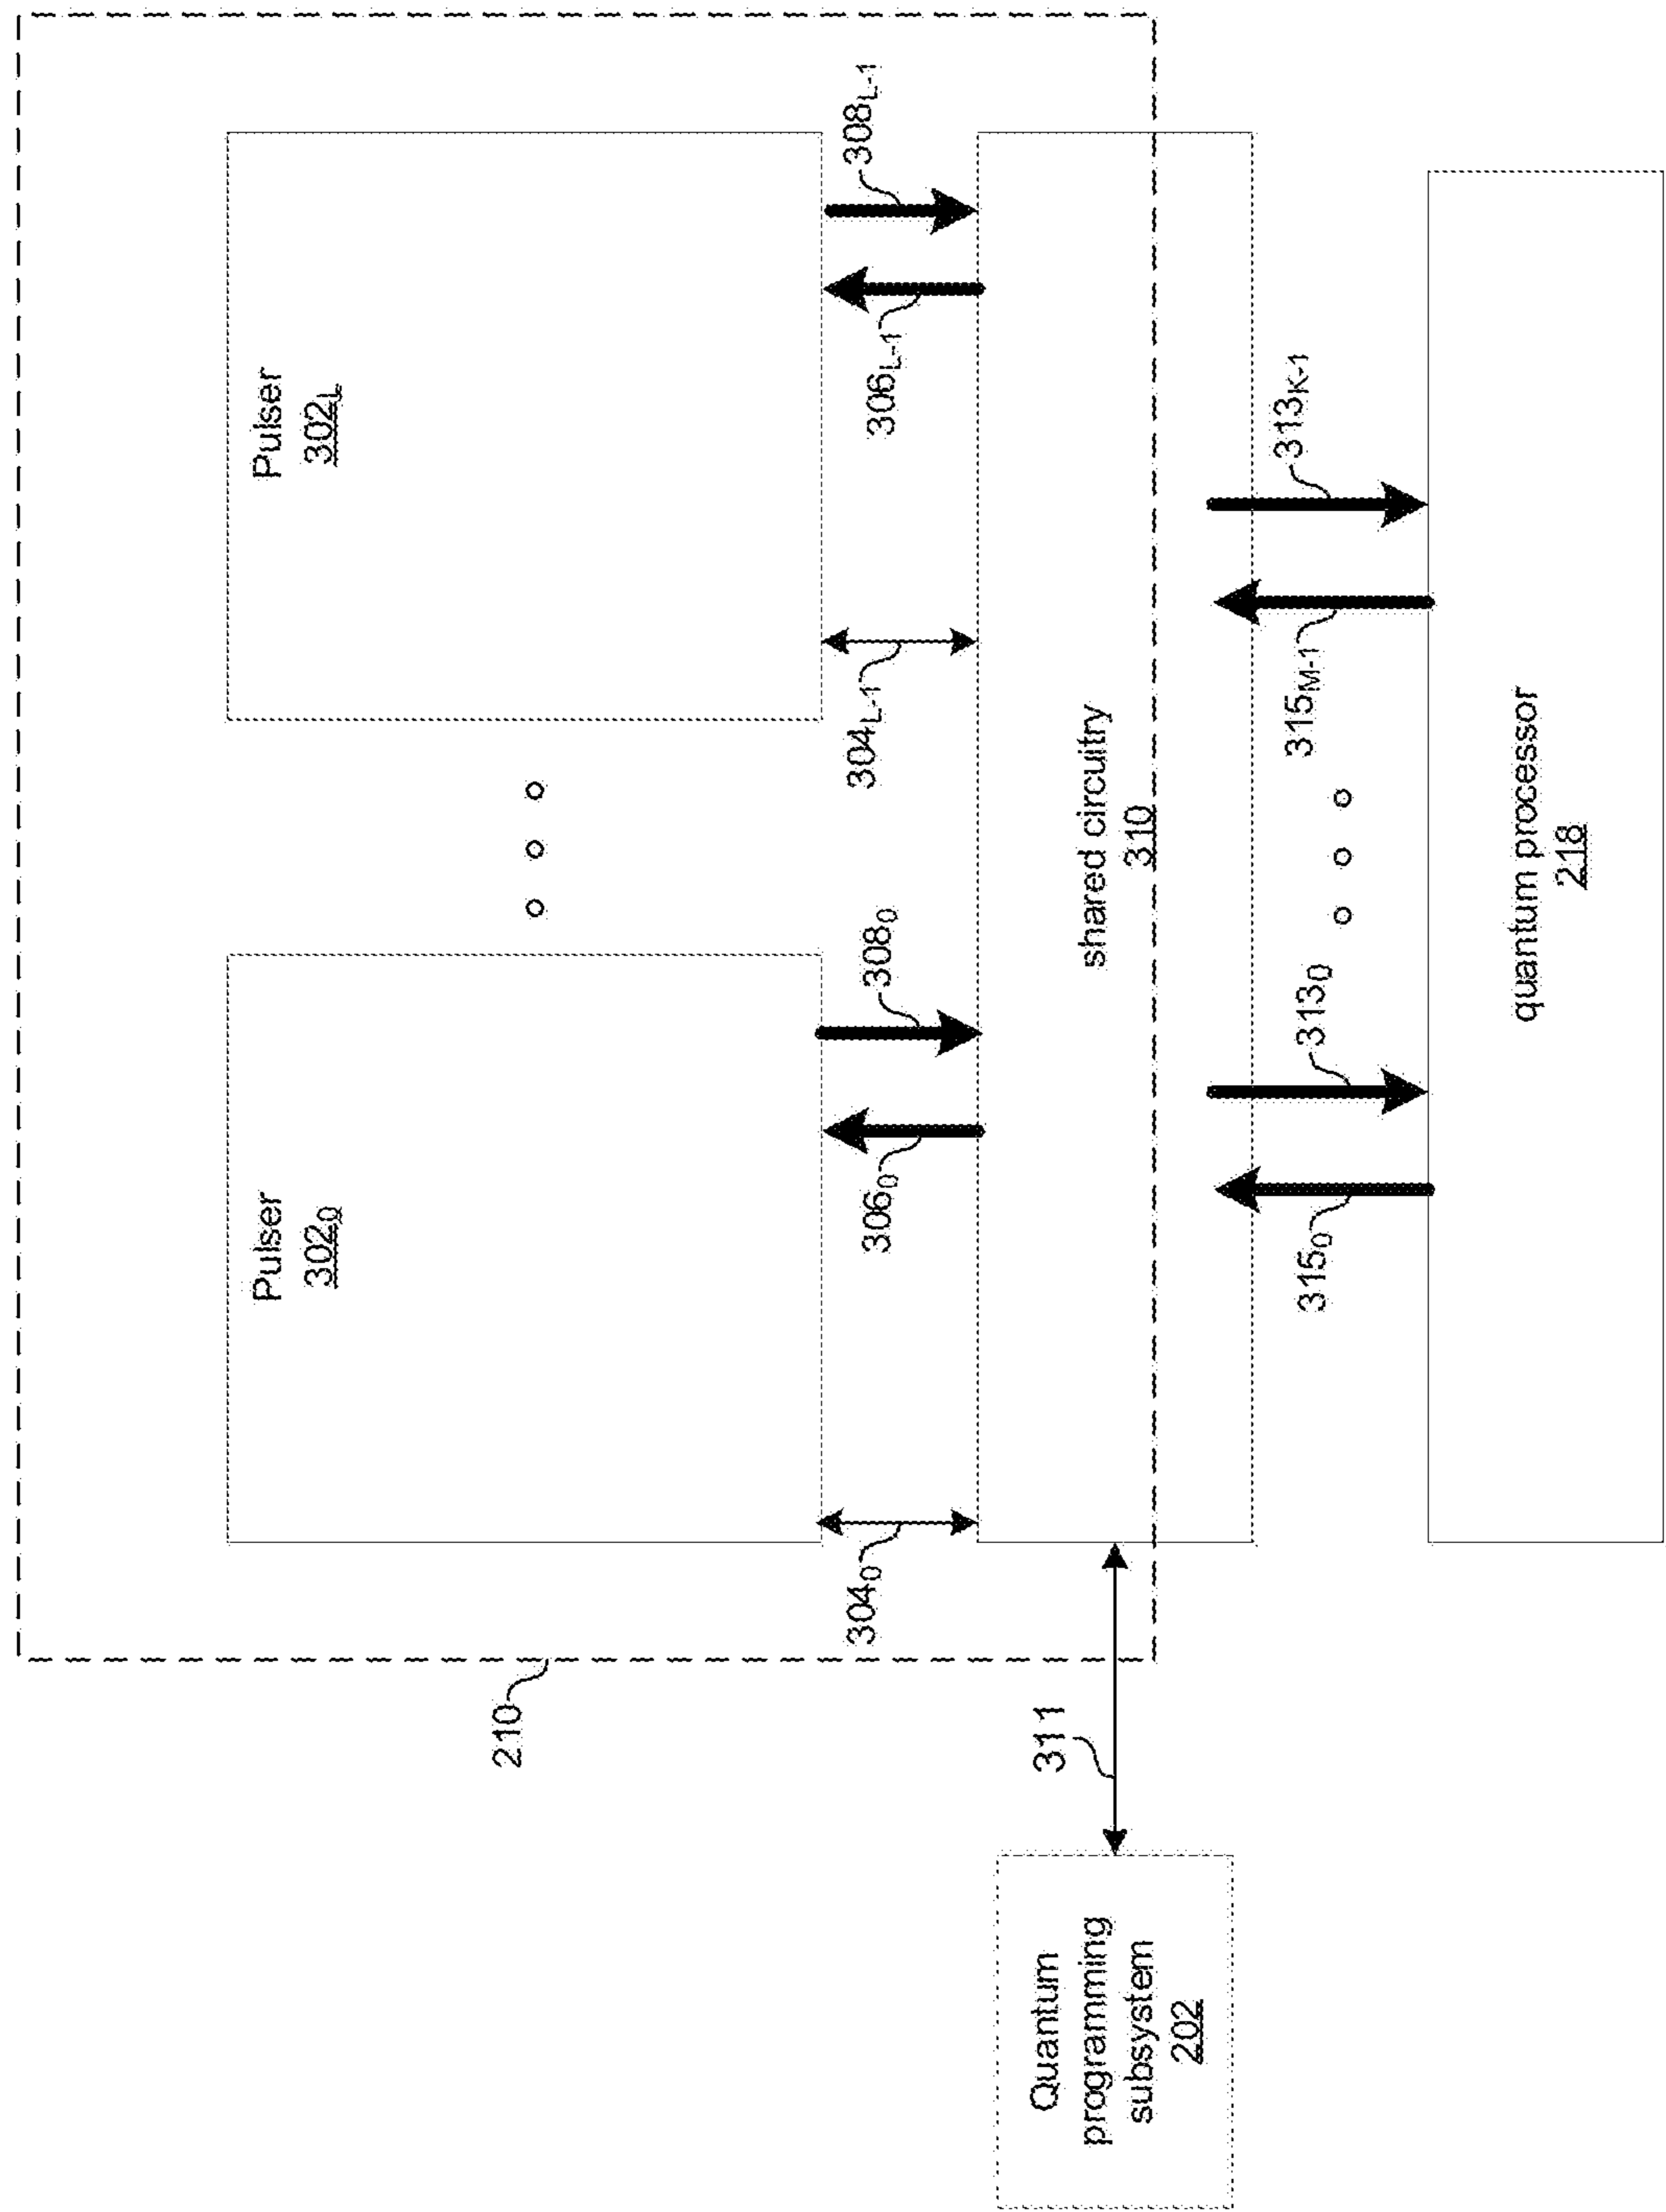 210
Pulser
302₀
Pulser
302L
304₀
306₀
308₀
304L-1
306L-1
308L-1
311
Quantum
programming
subsystem
202
shared circuitry
310
315₀
313₀
315M-1
313K-1
quantum processor
218